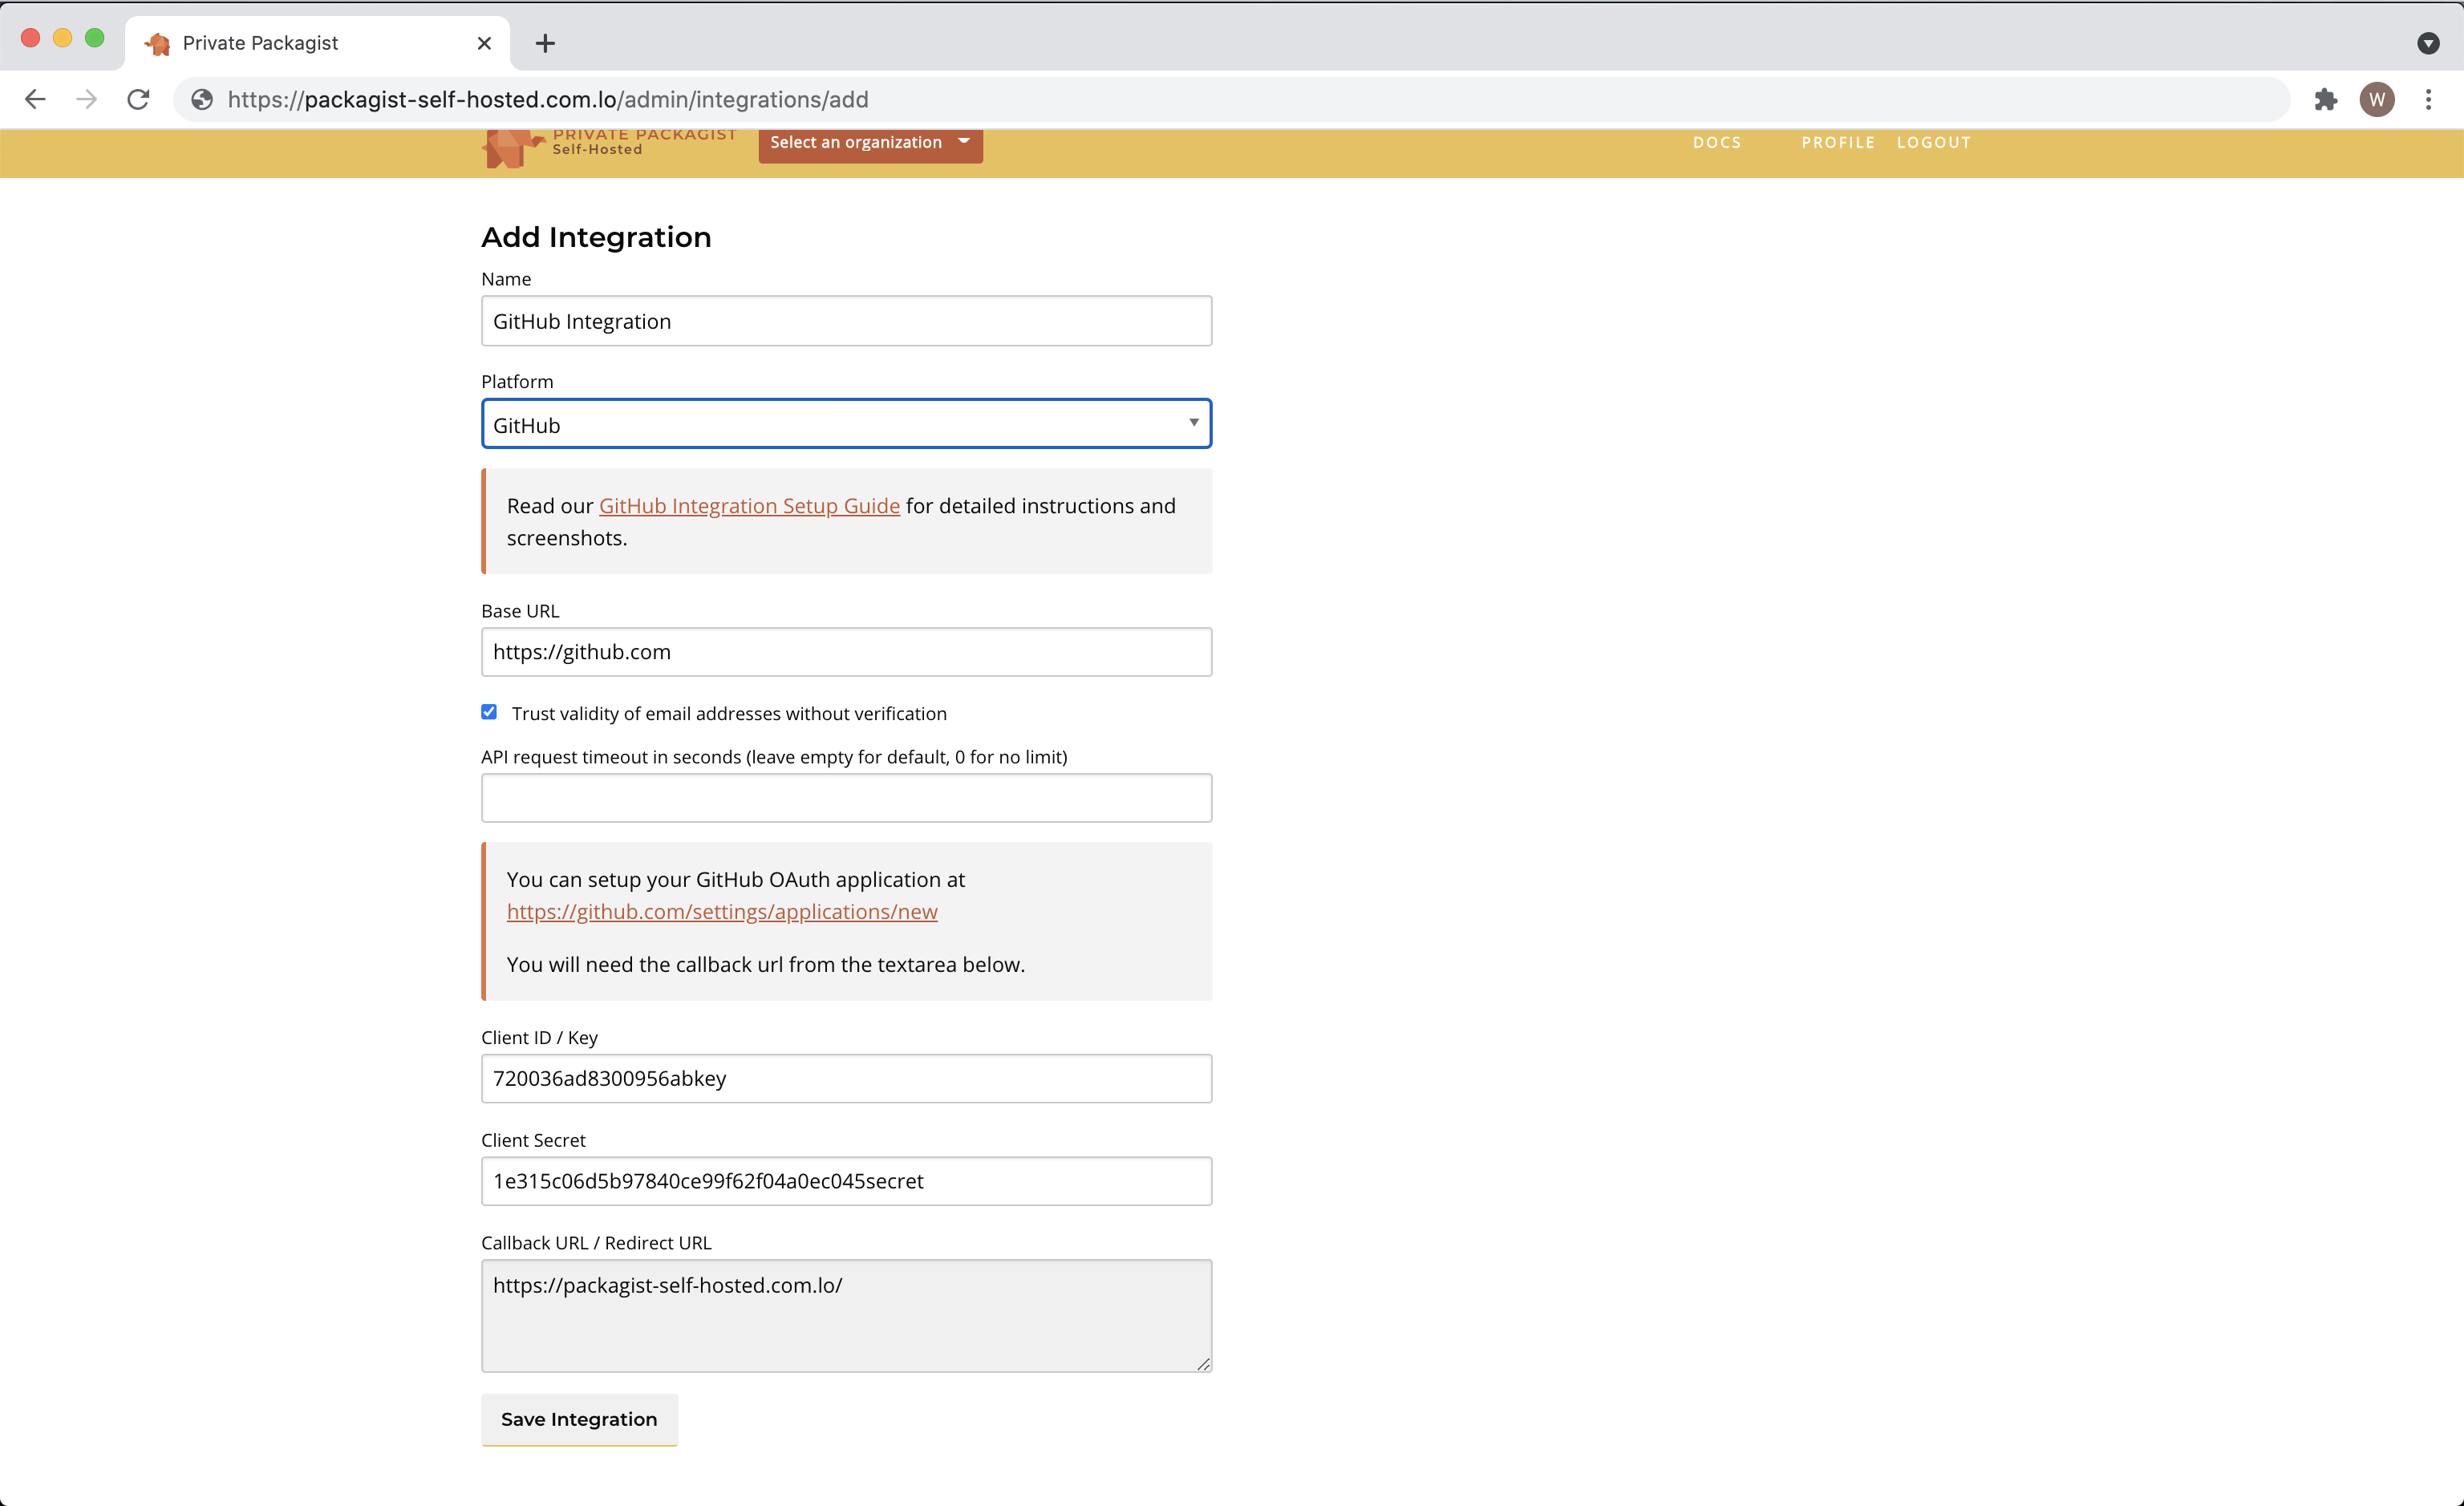 Private Packagist
https://packagist-self-hosted.com.lo/admin/integrations/add
W
PRIVATE PACKAGIST
Self-Hosted
Select an organization
DOCS
PROFILE
LOGOUT
Add Integration
Name
GitHub Integration
Platform
GitHub
Read our GitHub Integration Setup Guide for detailed instructions and
screenshots.
Base URL
https://github.com
Trust validity of email addresses without verification
API request timeout in seconds (leave empty for default, 0 for no limit)
You can setup your GitHub OAuth application at
https://github.com/settings/applications/new
You will need the callback url from the textarea below.
Client ID / Key
720036ad8300956abkey
Client Secret
1e315c06d5b97840ce99f62f04a0ec045secret
Callback URL / Redirect URL
https://packagist-self-hosted.com.lo/
Save Integration